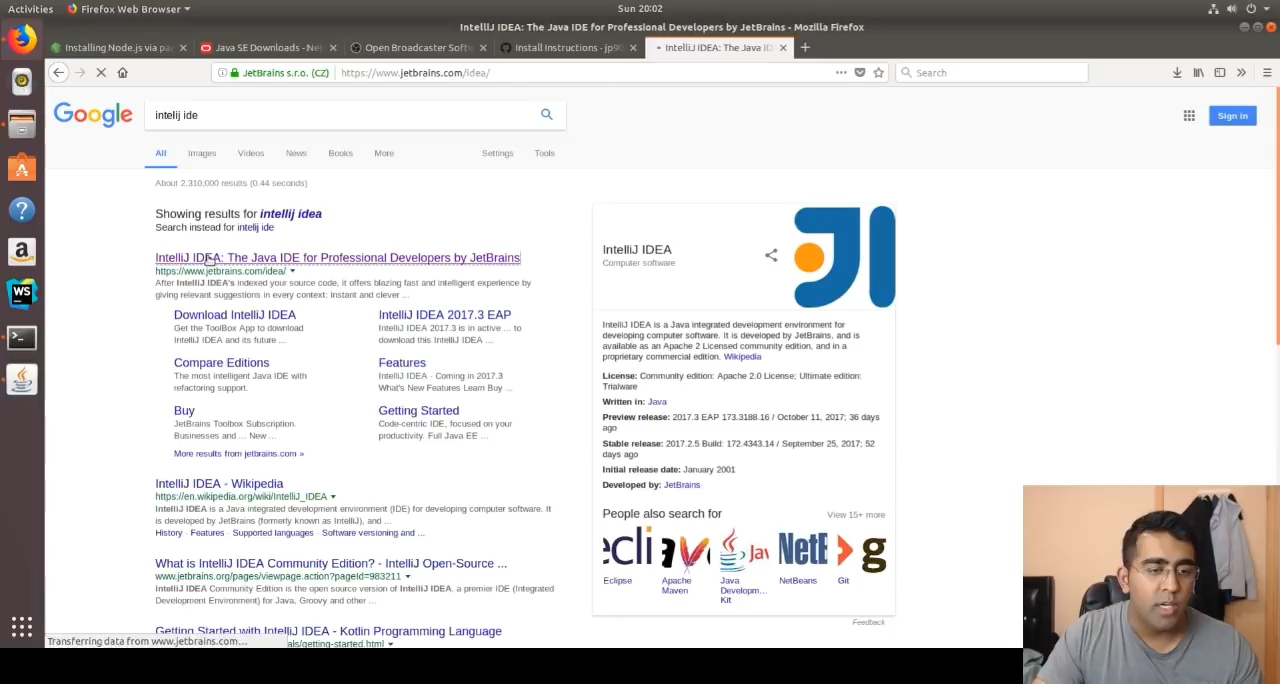 Activities
Firefox Web Browser
Sun 20:02
IntelliJ IDEA: The Java IDE for Professional Developers by JetBrains - Mozilla Firefox
Installing Node.js via pa
Java SE Downloads - Ne
Open Broadcaster Soft
Install Instructions - jp90
IntelliJ IDEA: The Java ID
JetBrains s.r.o. (CZ)
https://www.jetbrains.com/idea/
Search
Google
intelij ide
Sign in
All Images Videos News Books More Settings Tools
About 2,310,000 results (0.44 seconds)
Showing results for intellij idea
Search instead for intelij ide
IntelliJ IDEA: The Java IDE for Professional Developers by JetBrains
https://www.jetbrains.com/idea/
After IntelliJ IDEA's indexed your source code, it offers blazing fast and intelligent experience by
giving relevant suggestions in every context: instant and clever ...
Download IntelliJ IDEA
Get the ToolBox App to download
IntelliJ IDEA and its future ...
IntelliJ IDEA 2017.3 EAP
IntelliJ IDEA 2017.3 is in active ... to
download this IntelliJ IDEA ...
Compare Editions
The most intelligent Java IDE with
refactoring support.
Features
IntelliJ IDEA - Coming in 2017.3
What's New Features Learn Buy ...
Buy
JetBrains Toolbox Subscription.
Businesses and ... New ...
Getting Started
Code-centric IDE, focused on your
productivity. Full Java EE ...
More results from jetbrains.com »
IntelliJ IDEA - Wikipedia
https://en.wikipedia.org/wiki/IntelliJ_IDEA
IntelliJ IDEA is a Java integrated development environment (IDE) for developing computer software. It
is developed by JetBrains (formerly known as IntelliJ), and ...
History · Features · Supported languages · Software versioning and ...
What is IntelliJ IDEA Community Edition? - IntelliJ Open-Source ...
www.jetbrains.org/pages/viewpage.action?pageId=983211
IntelliJ IDEA Community Edition is the open source version of IntelliJ IDEA, a premier IDE (Integrated
Development Environment) for Java, Groovy and other ...
Getting Started with IntelliJ IDEA - Kotlin Programming Language
als/getting-started.html
Transferring data from www.jetbrains.com...
IntelliJ IDEA
Computer software
IntelliJ IDEA is a Java integrated development environment for
developing computer software. It is developed by JetBrains, and is
available as an Apache 2 Licensed community edition, and in a
proprietary commercial edition. Wikipedia
License: Community edition: Apache 2.0 License; Ultimate edition:
Trialware
Written in: Java
Preview release: 2017.3 EAP 173.3188.16 / October 11, 2017; 36 days
ago
Stable release: 2017.2.5 Build: 172.4343.14 / September 25, 2017; 52
days ago
Initial release date: January 2001
Developed by: JetBrains
People also search for
View 15+ more
Eclipse
Apache
Maven
Java
Developm...
Kit
NetBeans
Git
Feedback
WS